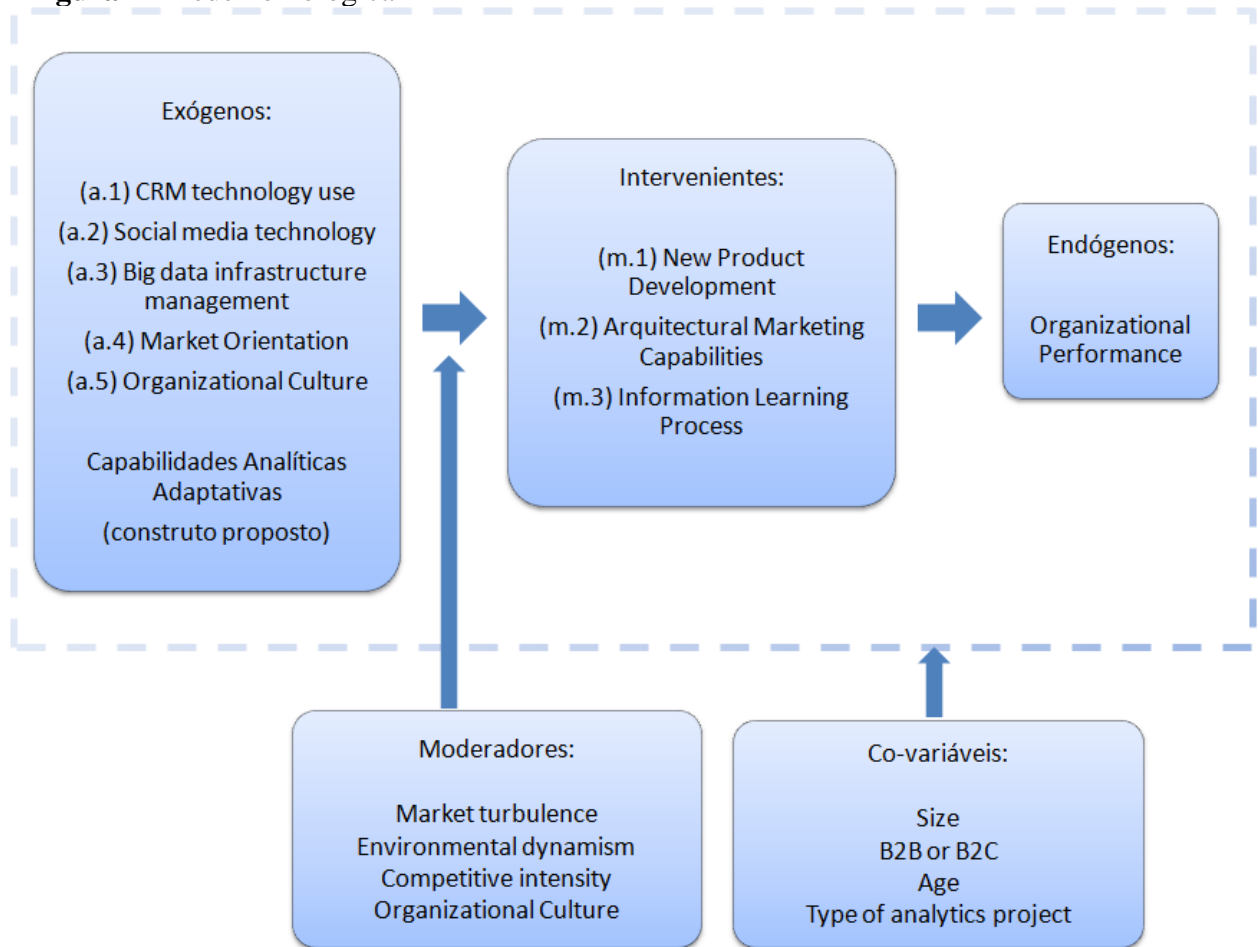 Exógenos:
(a.1) CRM technology use
(a.2) Social media technology
(a.3) Big data infrastructure
management
(a.4) Market Orientation
(a.5) Organizational Culture
Capabilidades Analíticas
Adaptativas
(construto proposto)
Intervenientes:
(m.1) New Product
Development
(m.2) Arquitectural Marketing
Capabilities
(m.3) Information Learning
Process
Endógenos:
Organizational
Performance
Moderadores:
Market turbulence
Environmental dynamism
Competitive intensity
Organizational Culture
Co-variáveis:
Size
B2B or B2C
Age
Type of analytics project